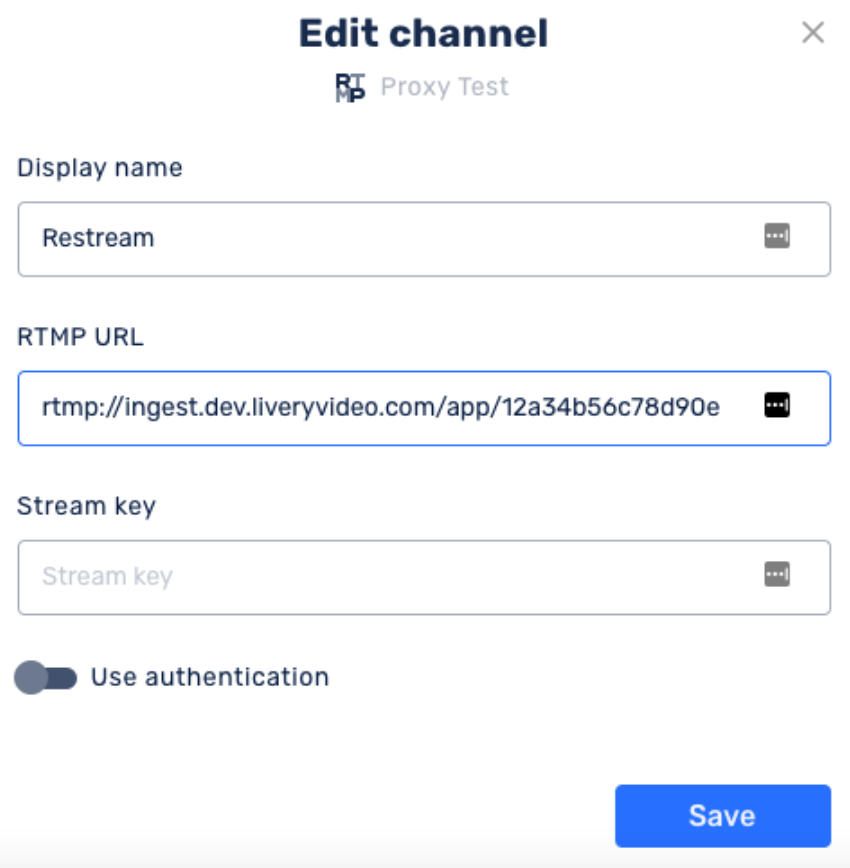 Edit channel
RTMP Proxy Test
Display name
Restream
RTMP URL
rtmp://ingest.dev.liveryvideo.com/app/12a34b56c78d90e
Stream key
Stream key
Use authentication
Save